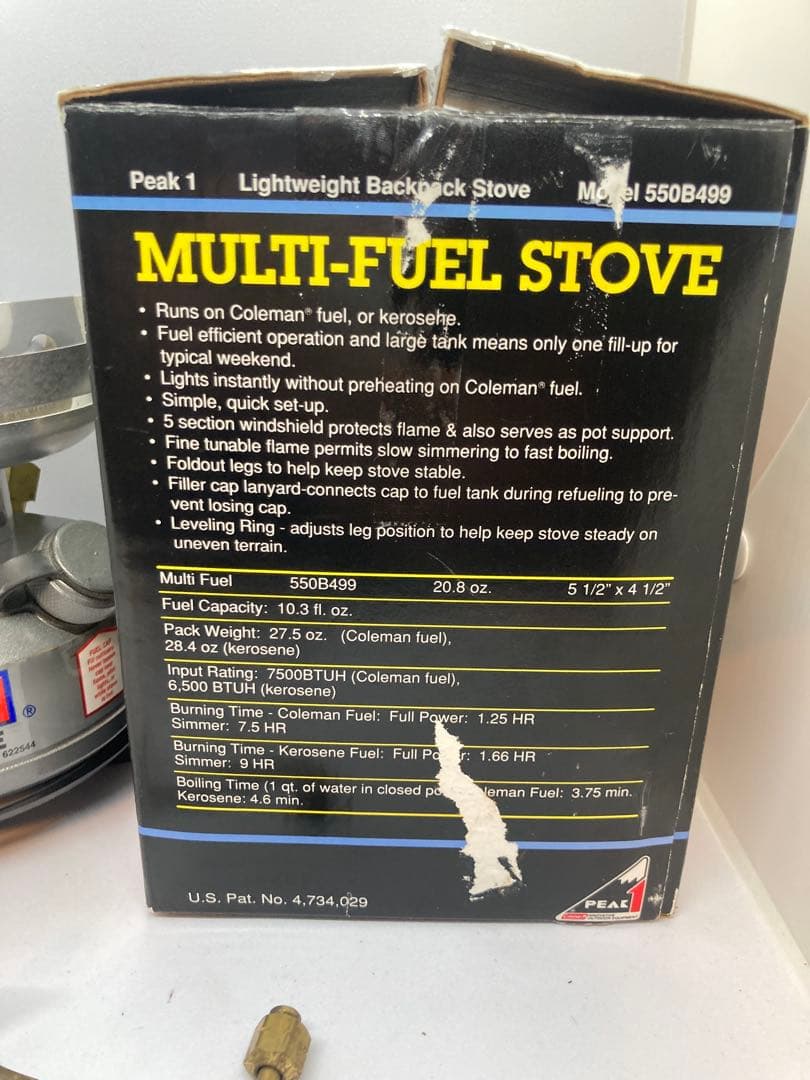 Peak 1 Lightweight Backpack Stove Model 550B499
MULTI-FUEL STOVE
• Runs on Coleman® fuel, or kerosene.
• Fuel efficient operation and large tank means only one fill-up for
typical weekend.
• Lights instantly without preheating on Coleman® fuel.
• Simple, quick set-up.
• 5 section windshield protects flame & also serves as pot support.
• Fine tunable flame permits slow simmering to fast boiling.
• Foldout legs to help keep stove stable.
• Filler cap lanyard-connects cap to fuel tank during refueling to pre-
vent losing cap.
• Leveling Ring - adjusts leg position to help keep stove steady on
uneven terrain.
Multi Fuel 550B499 20.8 oz. 5 1/2" x 4 1/2"
Fuel Capacity: 10.3 fl. oz.
Pack Weight: 27.5 oz. (Coleman fuel),
28.4 oz (kerosene)
Input Rating: 7500BTUH (Coleman fuel),
6,500 BTUH (kerosene)
Burning Time - Coleman Fuel: Full Power: 1.25 HR
Simmer: 7.5 HR
Burning Time - Kerosene Fuel: Full Power: 1.66 HR
Simmer: 9 HR
Boiling Time (1 qt. of water in closed po leman Fuel: 3.75 min.
Kerosene: 4.6 min.
U.S. Pat. No. 4,734,029
PEAK 1
FUEL CAP
®
E
622544